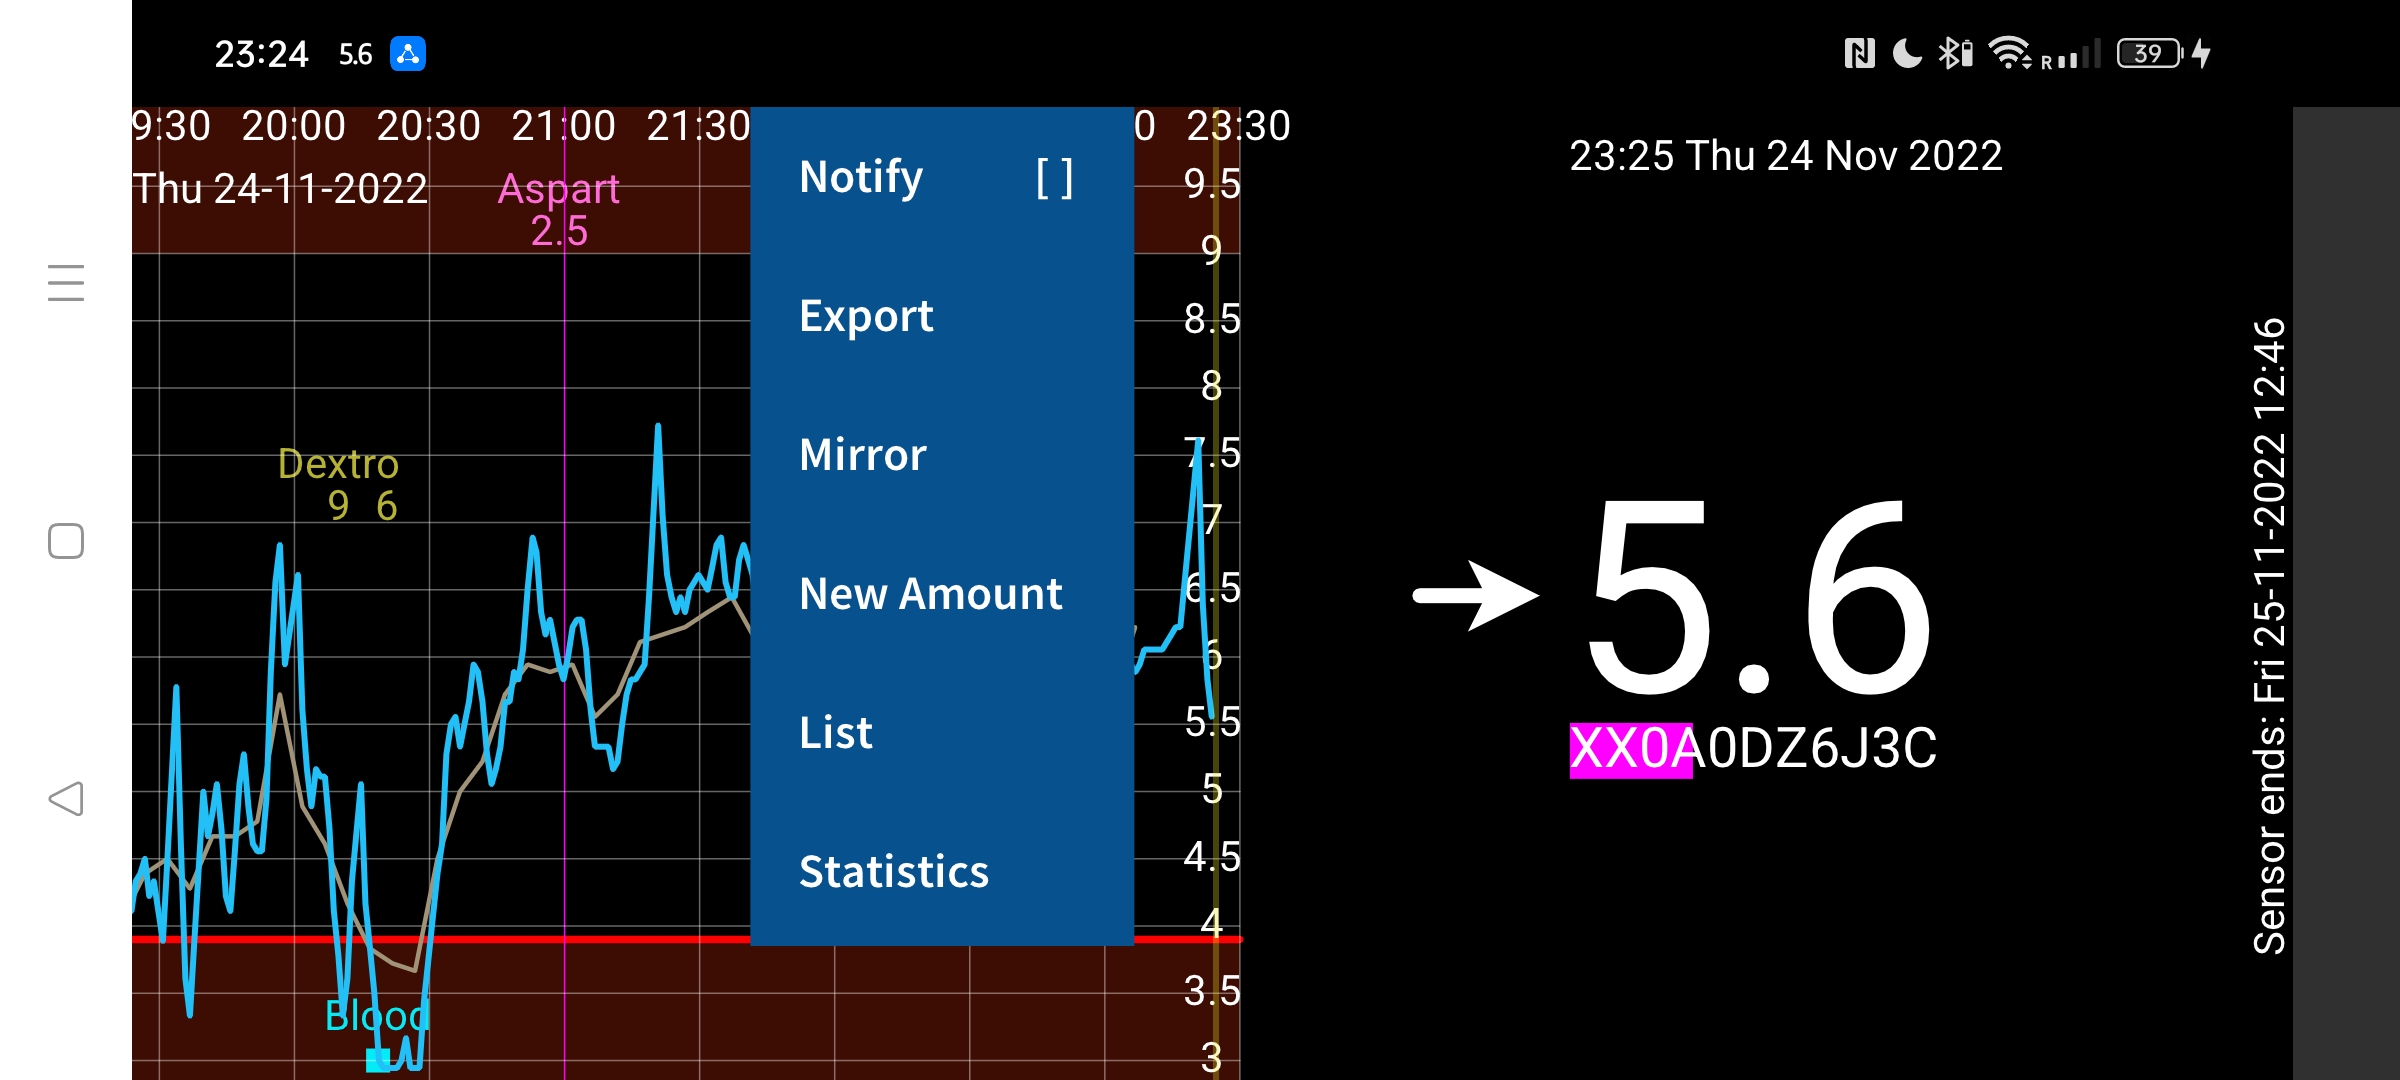 23:24 5.6
39
9:30 20:00 20:30 21:00 21:30 0 23:30
Thu 24-11-2022
Aspart
2.5
Dextro
9 6
Blood
Notify [ ]
Export
Mirror
New Amount
List
Statistics
9.5
9
8.5
8
7.5
7
6.5
6
5.5
5
4.5
4
3.5
3
23:25 Thu 24 Nov 2022
5.6
XX0A0DZ6J3C
Sensor ends: Fri 25-11-2022 12:46